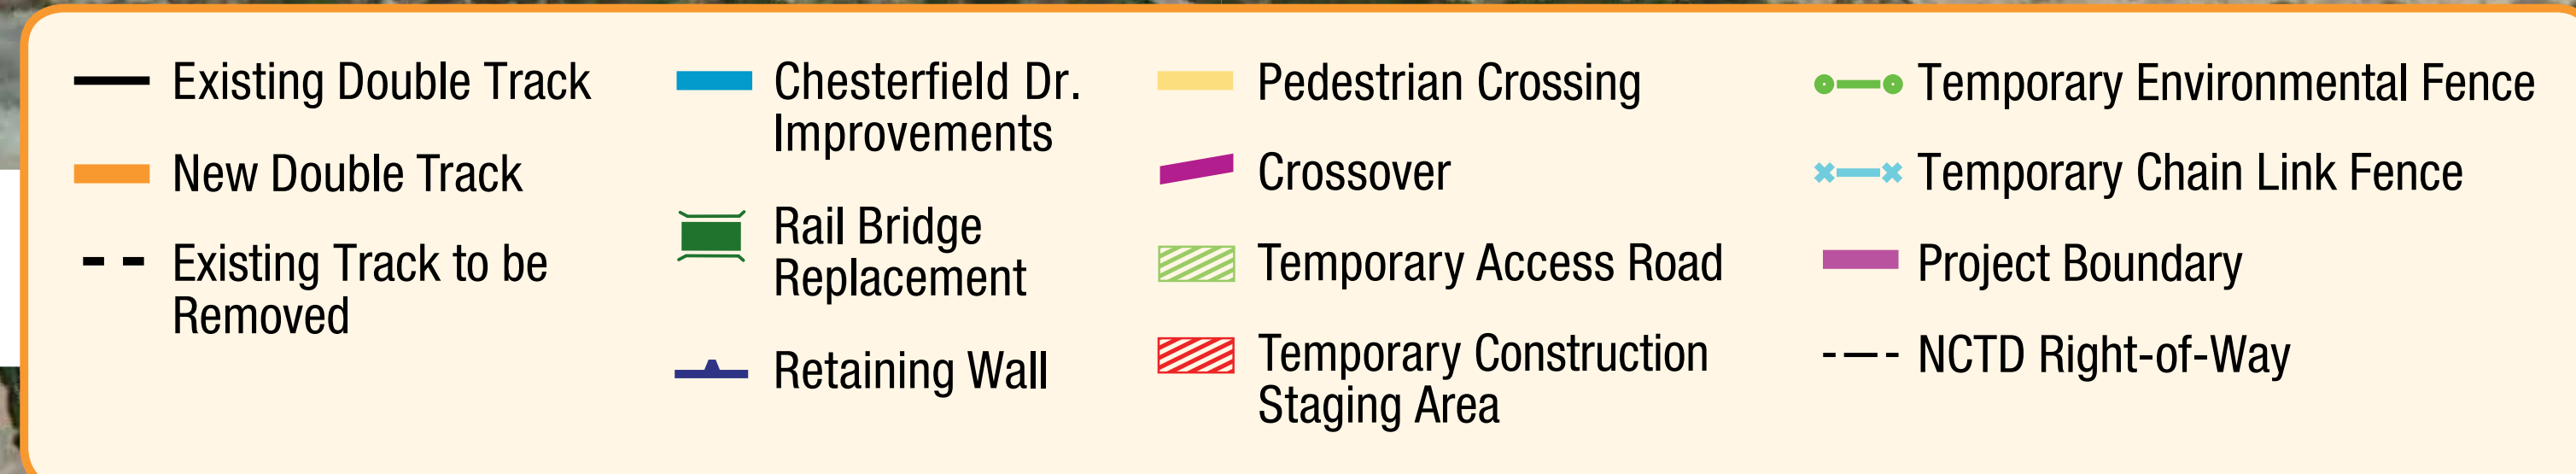 Existing Double Track
New Double Track
Existing Track to be
Removed
Chesterfield Dr.
Improvements
Rail Bridge
Replacement
Retaining Wall
Pedestrian Crossing
Crossover
Temporary Access Road
Temporary Construction
Staging Area
Temporary Environmental Fence
Temporary Chain Link Fence
Project Boundary
NCTD Right-of-Way